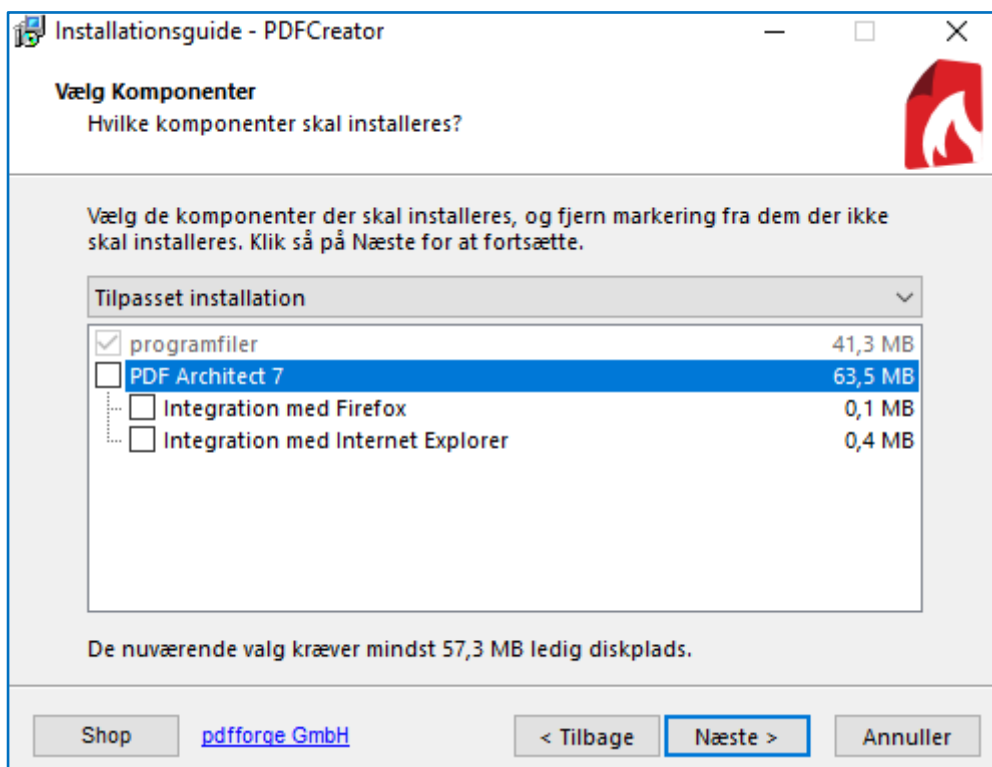 Installationsguide - PDFCreator
Vælg Komponenter
Hvilke komponenter skal installeres?
Vælg de komponenter der skal installeres, og fjern markering fra dem der ikke
skal installeres. Klik så på Næste for at fortsætte.
Tilpasset installation
programfiler 41,3 MB
PDF Architect 7 63,5 MB
Integration med Firefox 0,1 MB
Integration med Internet Explorer 0,4 MB
De nuværende valg kræver mindst 57,3 MB ledig diskplads.
Shop pdfforge GmbH < Tilbage Næste > Annuller